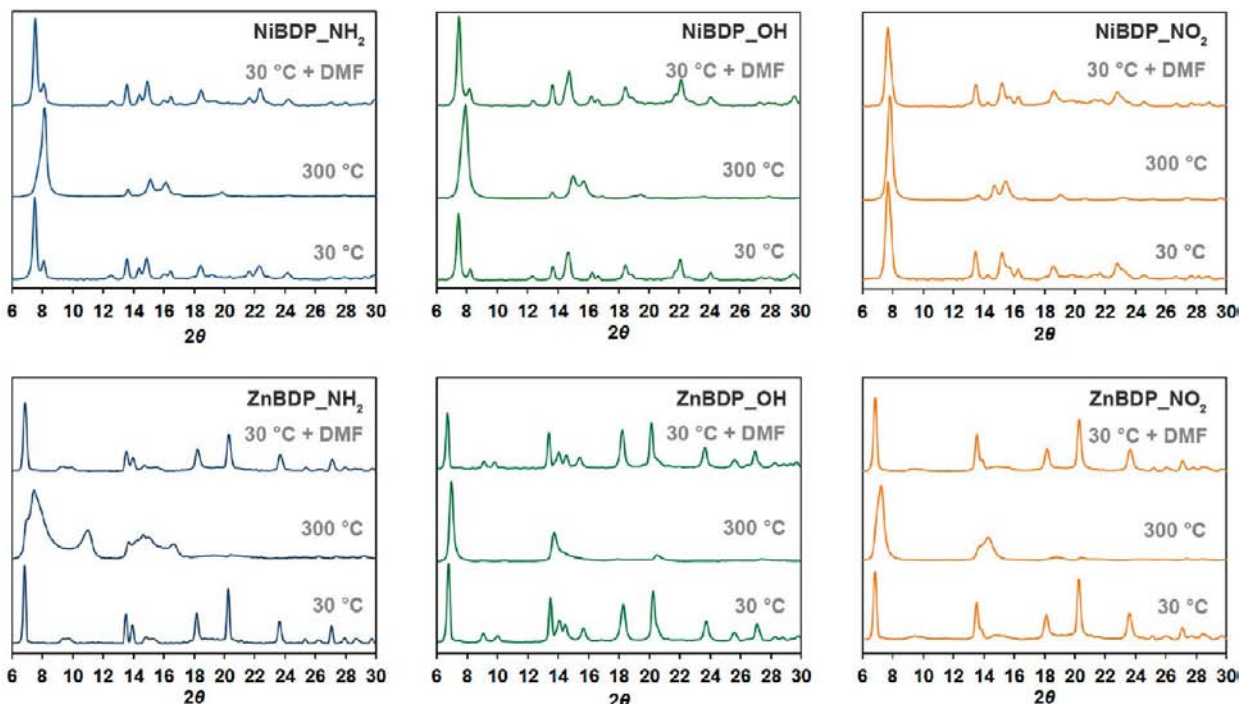 NiBDP_NH₂
30 °C + DMF
300 °C
30 °C
6 8 10 12 14 16 18 20 22 24 26 28 30
2θ
NiBDP_OH
30 °C + DMF
300 °C
30 °C
6 8 10 12 14 16 18 20 22 24 26 28 30
2θ
NiBDP_NO₂
30 °C + DMF
300 °C
30 °C
6 8 10 12 14 16 18 20 22 24 26 28 30
2θ
ZnBDP_NH₂
30 °C + DMF
300 °C
30 °C
6 8 10 12 14 16 18 20 22 24 26 28 30
2θ
ZnBDP_OH
30 °C + DMF
300 °C
30 °C
6 8 10 12 14 16 18 20 22 24 26 28 30
2θ
ZnBDP_NO₂
30 °C + DMF
300 °C
30 °C
6 8 10 12 14 16 18 20 22 24 26 28 30
2θ